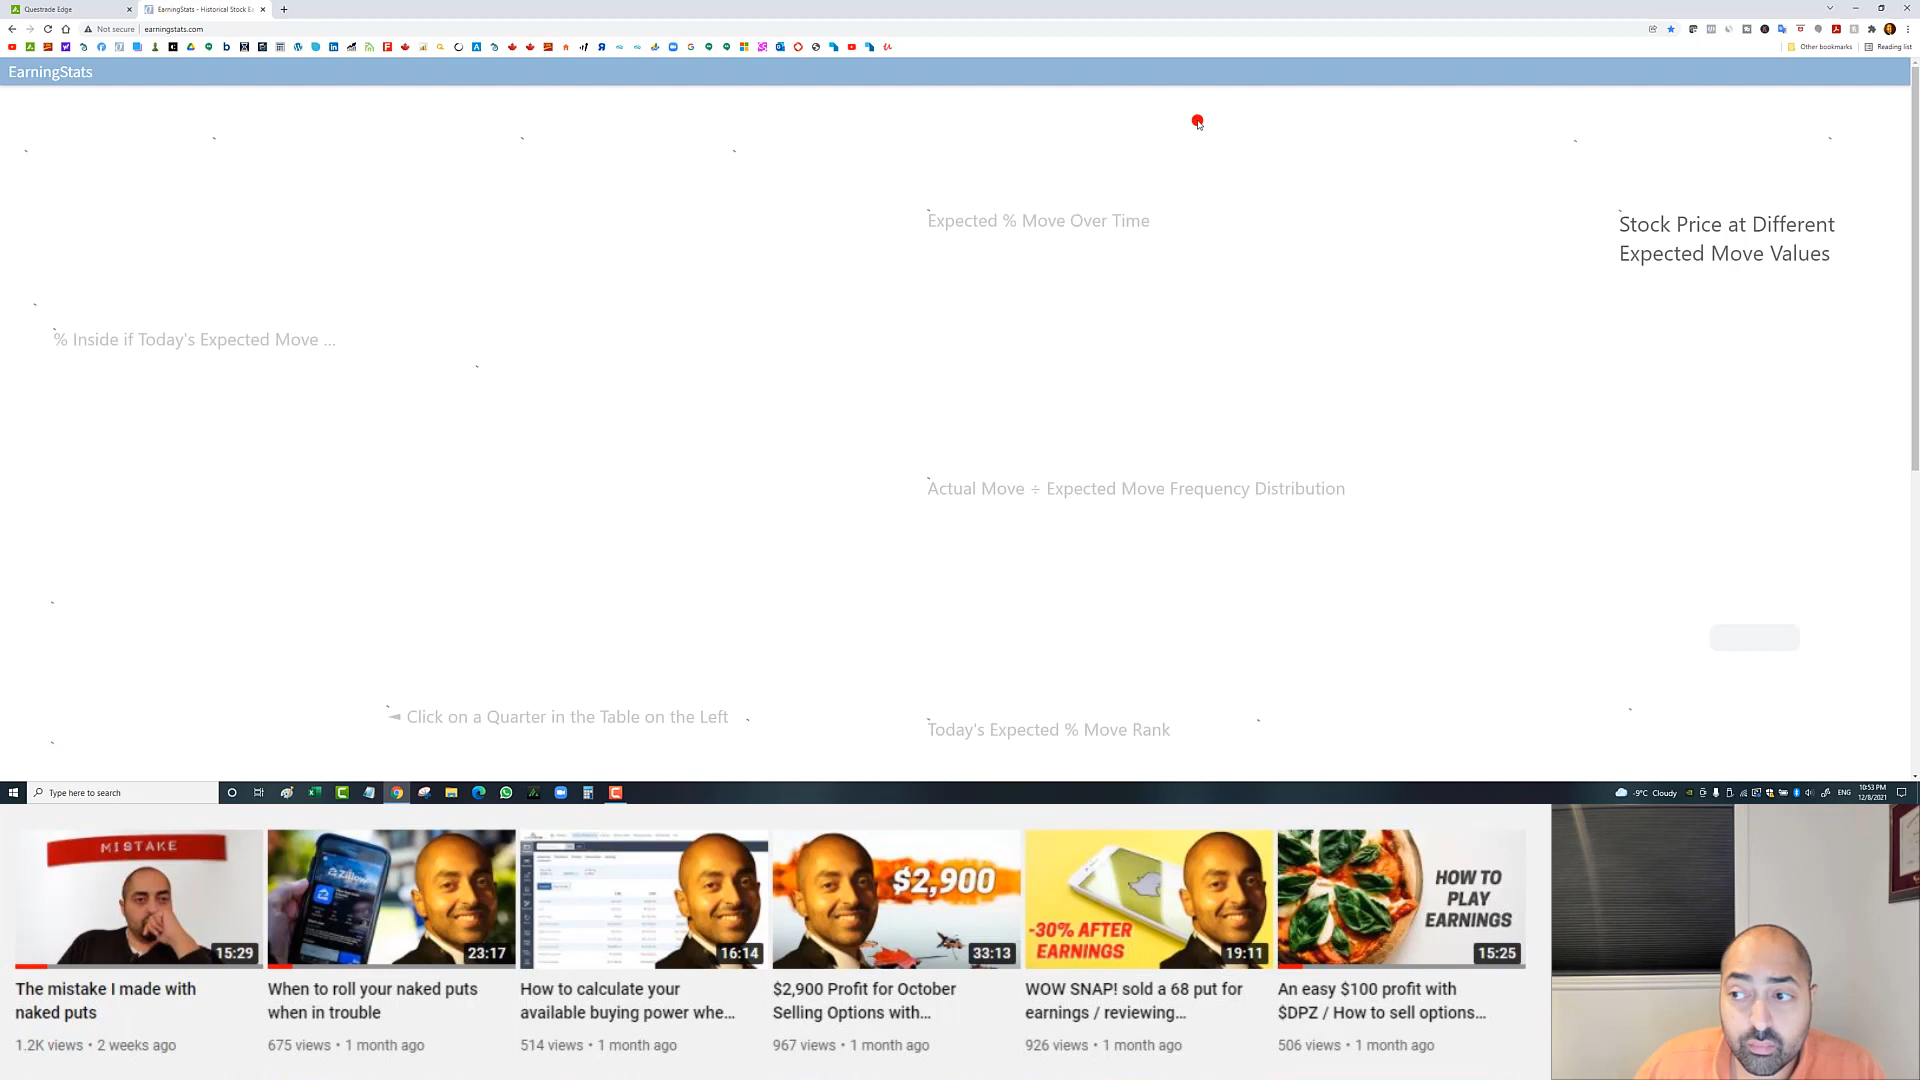 Questrade Edge
EarningStats - Historical Stock E
Not secure
earningstats.com
Other bookmarks
Reading list
EarningStats
Expected % Move Over Time
Stock Price at Different
Expected Move Values
% Inside if Today's Expected Move ...
Actual Move ÷ Expected Move Frequency Distribution
◄ Click on a Quarter in the Table on the Left
Today's Expected % Move Rank
Type here to search
-9°C Cloudy
ENG
10:53 PM
12/8/2021
MISTAKE
15:29
Zillow
23:17
16:14
$2,900
33:13
-30% AFTER
EARNINGS
19:11
HOW TO
PLAY
EARNINGS
15:25
The mistake I made with
naked puts
1.2K views • 2 weeks ago
When to roll your naked puts
when in trouble
675 views • 1 month ago
How to calculate your
available buying power whe...
514 views • 1 month ago
$2,900 Profit for October
Selling Options with...
967 views • 1 month ago
WOW SNAP! sold a 68 put for
earnings / reviewing...
926 views • 1 month ago
An easy $100 profit with
$DPZ / How to sell options...
506 views • 1 month ago